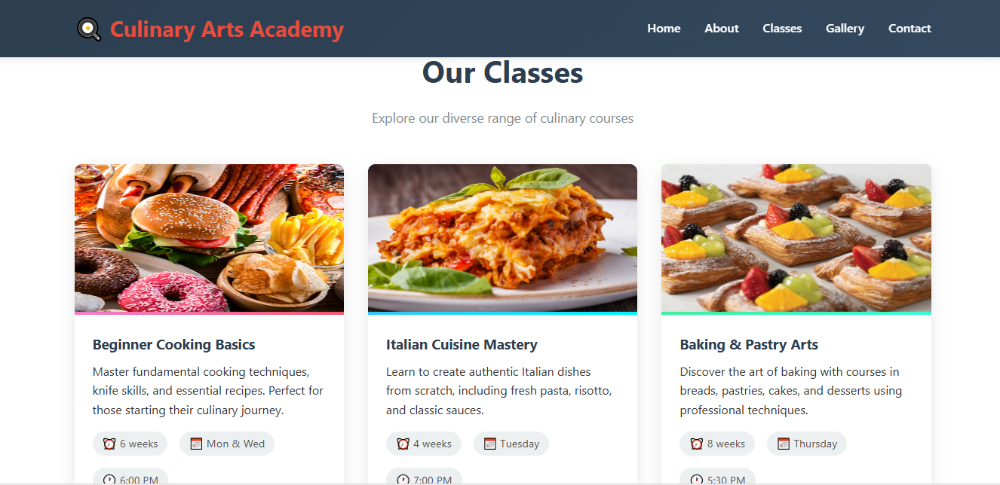 Culinary Arts Academy
Home About Classes Gallery Contact
Our Classes
Explore our diverse range of culinary courses
Beginner Cooking Basics
Master fundamental cooking techniques,
knife skills, and essential recipes. Perfect for
those starting their culinary journey.
6 weeks Mon & Wed
6:00 PM
Italian Cuisine Mastery
Learn to create authentic Italian dishes
from scratch, including fresh pasta, risotto,
and classic sauces.
4 weeks Tuesday
7:00 PM
Baking & Pastry Arts
Discover the art of baking with courses in
breads, pastries, cakes, and desserts using
professional techniques.
8 weeks Thursday
5:30 PM